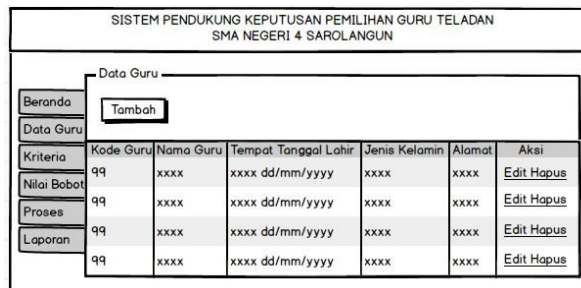 SISTEM PENDUKUNG KEPUTUSAN PEMILIHAN GURU TELADAN
SMA NEGERI 4 SAROLANGUN
Beranda
Data Guru
Kriteria
Nilai Bobot
Proses
Laporan
Data Guru
Tambah
Kode Guru Nama Guru Tempat Tanggal Lahir Jenis Kelamin Alamat Aksi
99 xxxx xxxx dd/mm/yyyy xxxx xxxx Edit Hapus
99 xxxx xxxx dd/mm/yyyy xxxx xxxx Edit Hapus
99 xxxx xxxx dd/mm/yyyy xxxx xxxx Edit Hapus
99 xxxx xxxx dd/mm/yyyy xxxx xxxx Edit Hapus